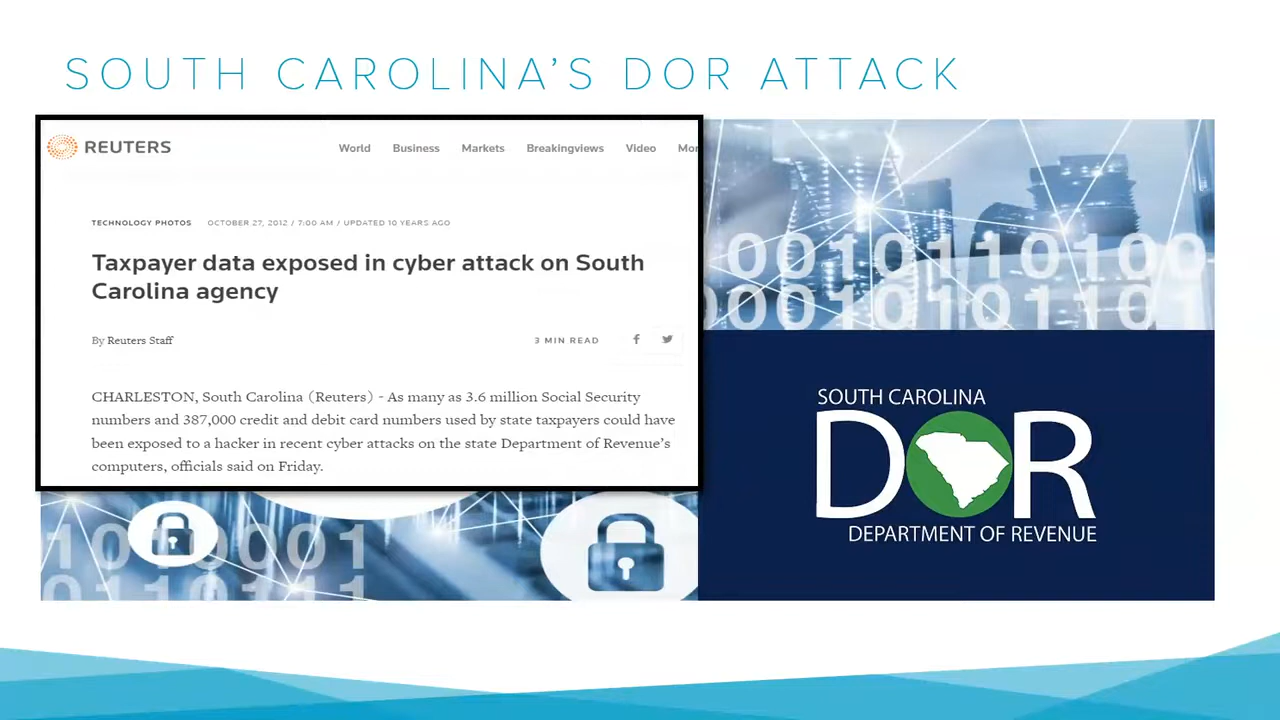 SOUTH CAROLINA’S DOR ATTACK
REUTERS
World Business Markets Breakingviews Video
TECHNOLOGY PHOTOS OCTOBER 27, 2012 / 7:00 AM / UPDATED 10 YEARS AGO
Taxpayer data exposed in cyber attack on South
Carolina agency
By Reuters Staff
3 MIN READ
CHARLESTON, South Carolina (Reuters) - As many as 3.6 million Social Security
numbers and 387,000 credit and debit card numbers used by state taxpayers could have
been exposed to a hacker in recent cyber attacks on the state Department of Revenue’s
computers, officials said on Friday.
0010110100
00010101101
SOUTH CAROLINA
DOR
DEPARTMENT OF REVENUE